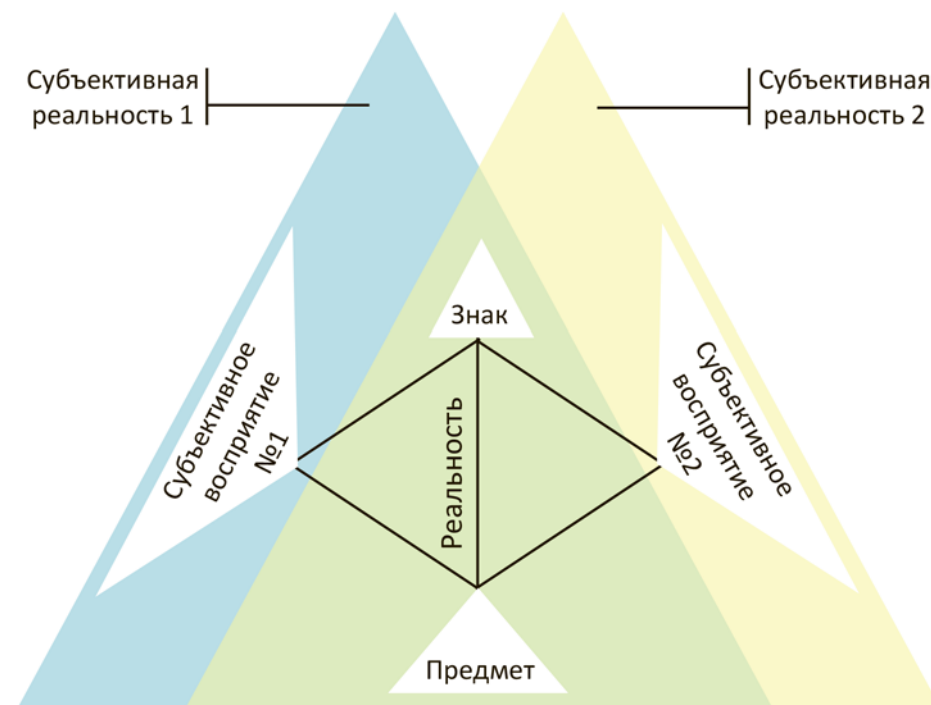 Субъективная
реальность 1
Субъективная
реальность 2
Знак
Субъективное
восприятие
№1
Реальность
Субъективное
восприятие
№2
Предмет